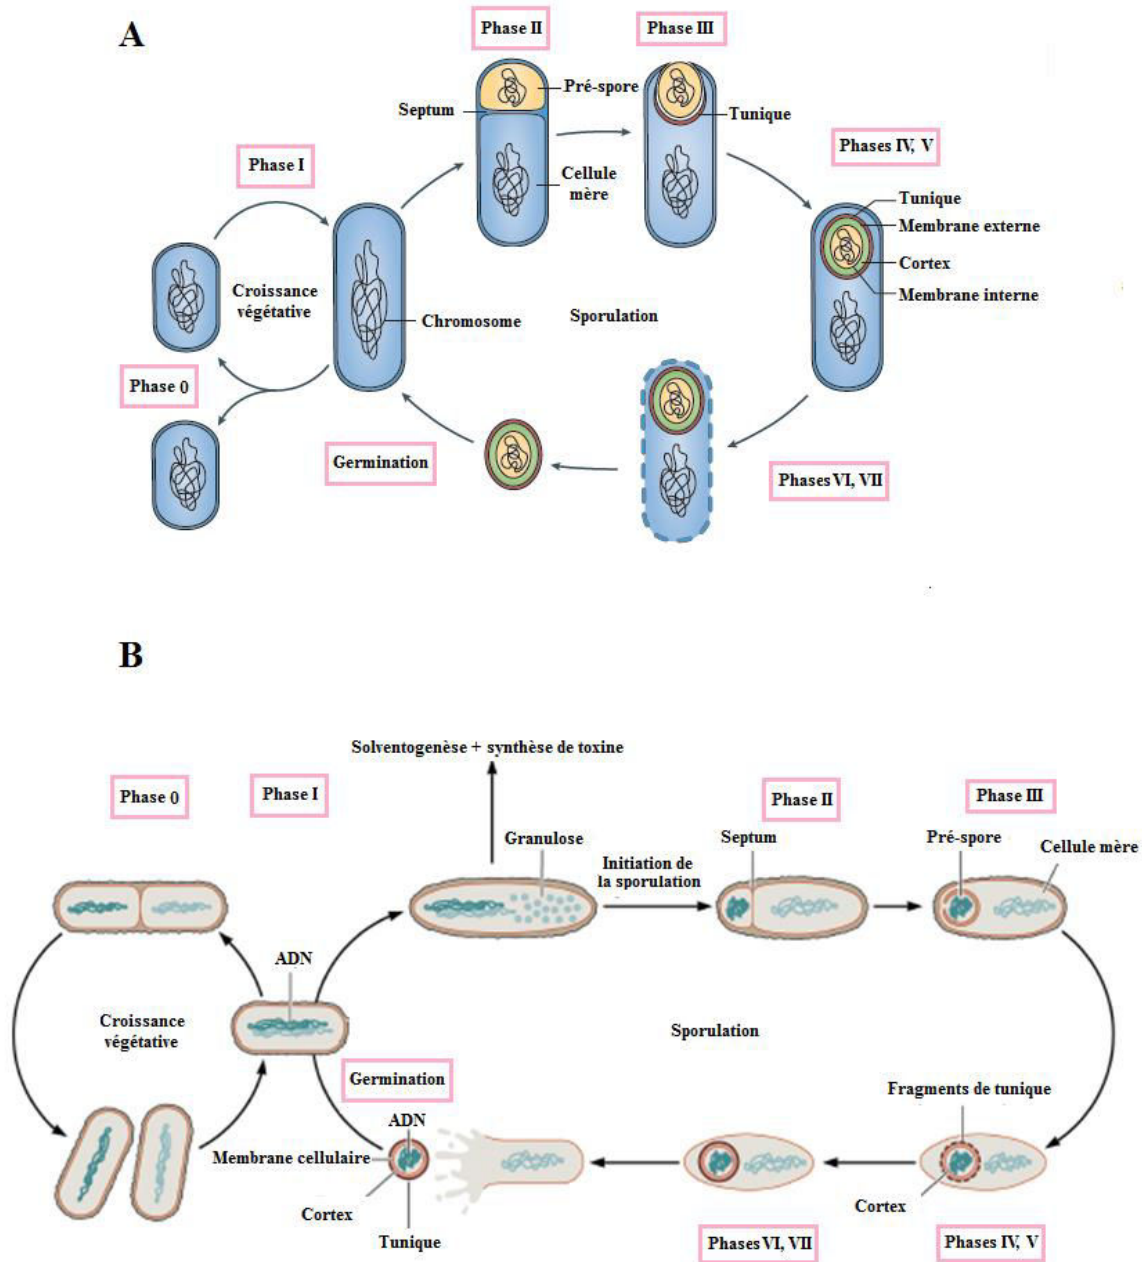 A
Phase II
Phase III
Pré-spore
Septum
Tunique
Phases IV, V
Phase I
Cellule
mère
Tunique
Membrane externe
Cortex
Membrane interne
Croissance
végétative
Chromosome
Sporulation
Phase 0
Germination
Phases VI, VII
B
Solventogenèse + synthèse de toxine
Phase 0
Phase I
Phase II
Phase III
Granulose
Septum
Pré-spore
Cellule mère
Initiation de
la sporulation
ADN
Croissance
végétative
Sporulation
Germination
Fragments de tunique
ADN
Membrane cellulaire
Cortex
Cortex
Tunique
Phases VI, VII
Phases IV, V